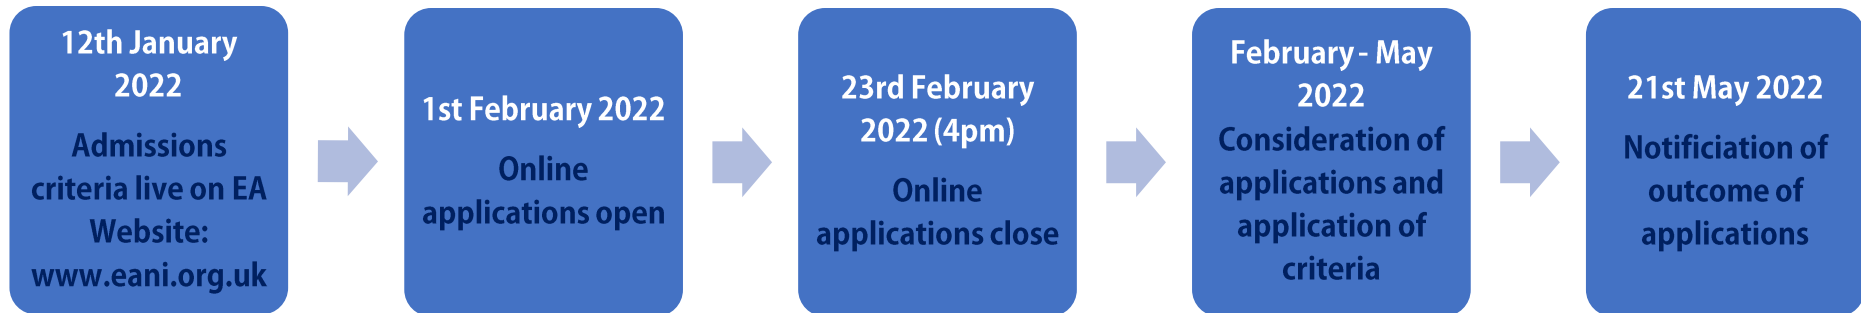 12th January
2022
Admissions
criteria live on EA
Website:
www.eani.org.uk
1st February 2022
Online
applications open
23rd February
2022 (4pm)
Online
applications close
February - May
2022
Consideration of
applications and
application of
criteria
21st May 2022
Notificiation of
outcome of
applications